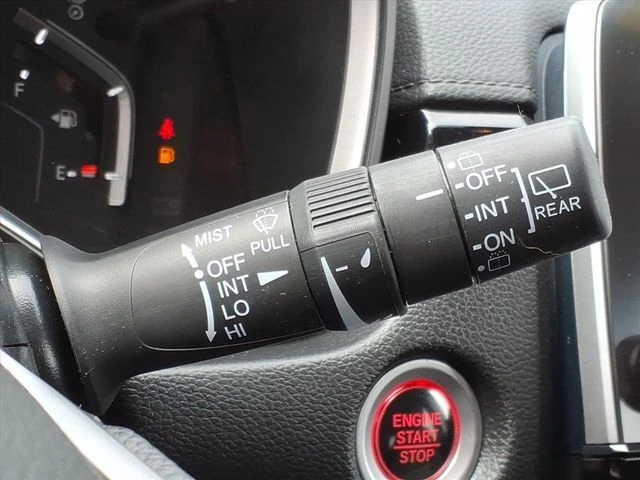 F
E
MIST
PULL
OFF
INT
LO
HI
OFF
INT
ON
REAR
ENGINE
START
STOP